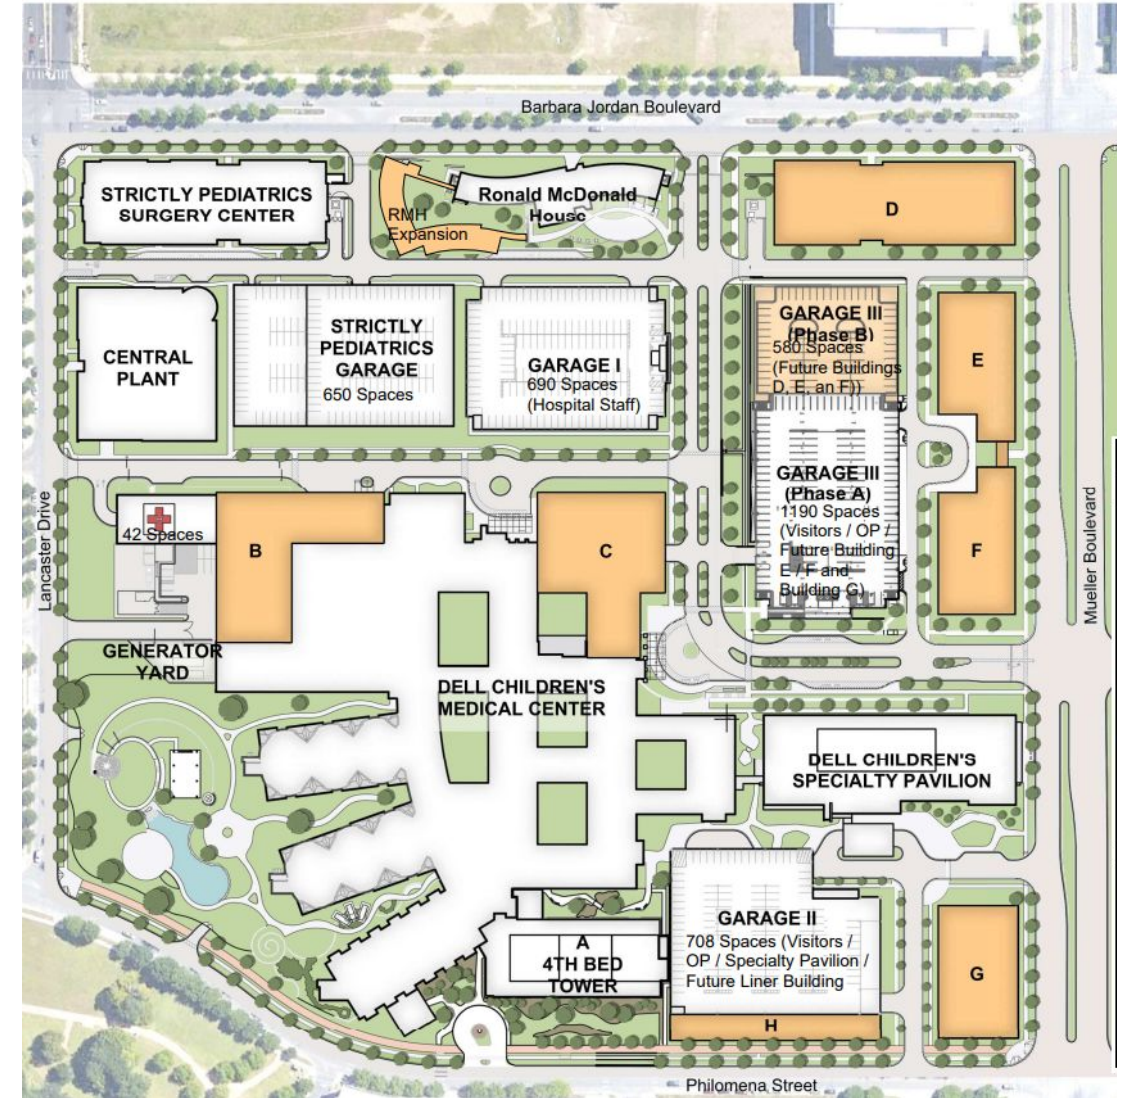 Barbara Jordan Boulevard
STRICTLY PEDIATRICS
SURGERY CENTER
RMH
Expansion
Ronald McDonald
House
D
CENTRAL
PLANT
STRICTLY
PEDIATRICS
GARAGE
650 Spaces
GARAGE I
690 Spaces
(Hospital Staff)
GARAGE III
(Phase B)
580 Spaces
(Future Buildings
D, E, an F))
E
GARAGE III
(Phase A)
1190 Spaces
(Visitors / OP /
Future Building
E / F and
Building G)
F
Lancaster Drive
Mueller Boulevard
42 Spaces
B
C
GENERATOR
YARD
DELL CHILDREN'S
MEDICAL CENTER
DELL CHILDREN'S
SPECIALTY PAVILION
A
4TH BED
TOWER
GARAGE II
708 Spaces (Visitors /
OP / Specialty Pavilion /
Future Liner Building
H
G
Philomena Street